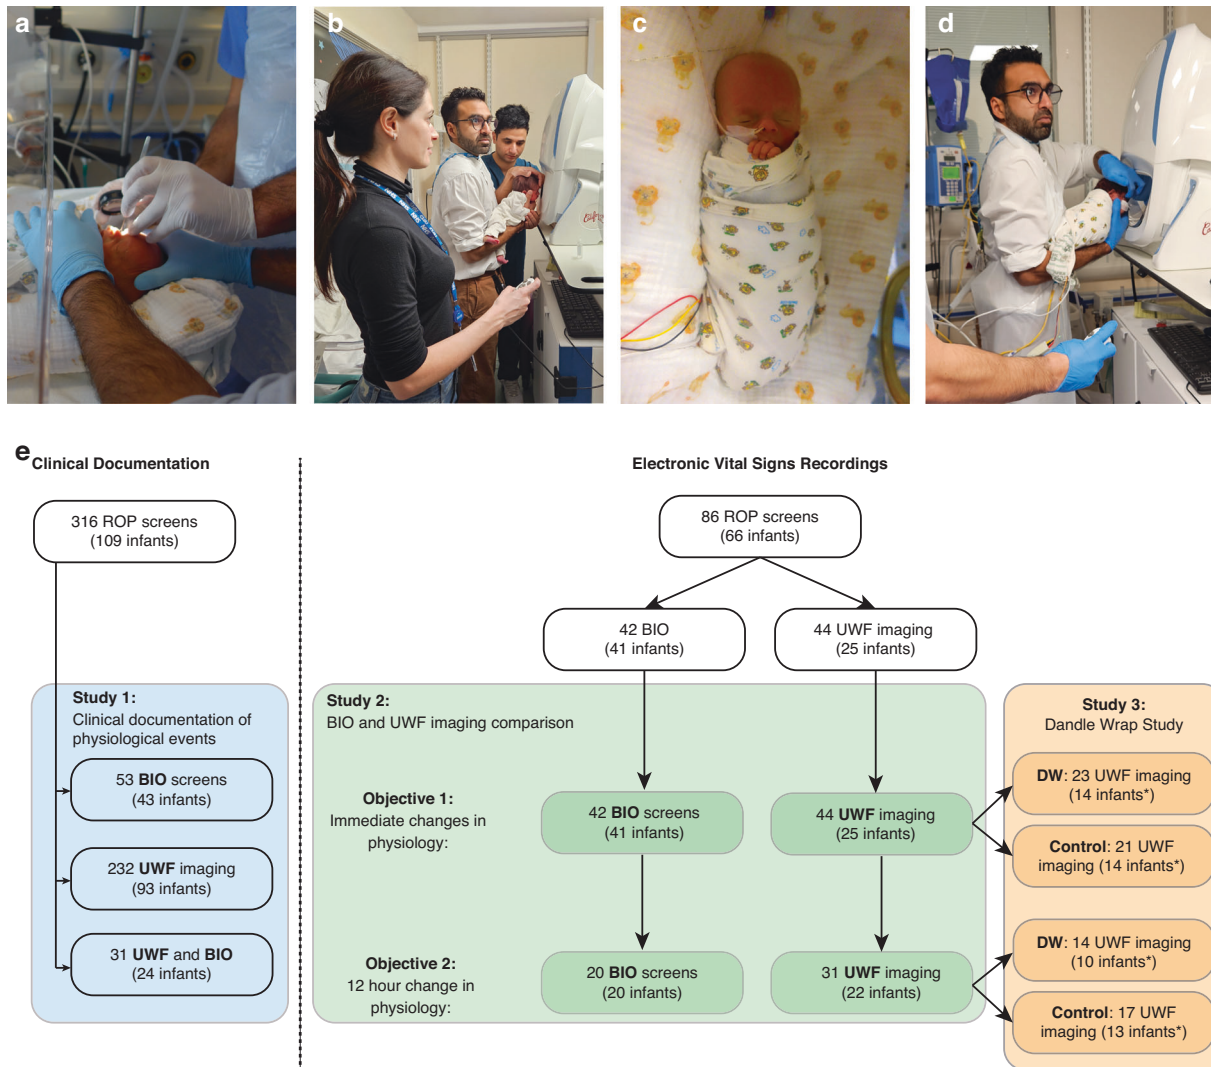 a
b
c
d
e
Clinical Documentation
Electronic Vital Signs Recordings
316 ROP screens
(109 infants)
86 ROP screens
(66 infants)
42 BIO
(41 infants)
44 UWF imaging
(25 infants)
Study 1:
Clinical documentation of
physiological events
53 BIO screens
(43 infants)
232 UWF imaging
(93 infants)
31 UWF and BIO
(24 infants)
Study 2:
BIO and UWF imaging comparison
Objective 1:
Immediate changes in
physiology:
42 BIO screens
(41 infants)
44 UWF imaging
(25 infants)
Objective 2:
12 hour change in
physiology:
20 BIO screens
(20 infants)
31 UWF imaging
(22 infants)
Study 3:
Dandle Wrap Study
DW: 23 UWF imaging
(14 infants*)
Control: 21 UWF
imaging (14 infants*)
DW: 14 UWF imaging
(10 infants*)
Control: 17 UWF
imaging (13 infants*)